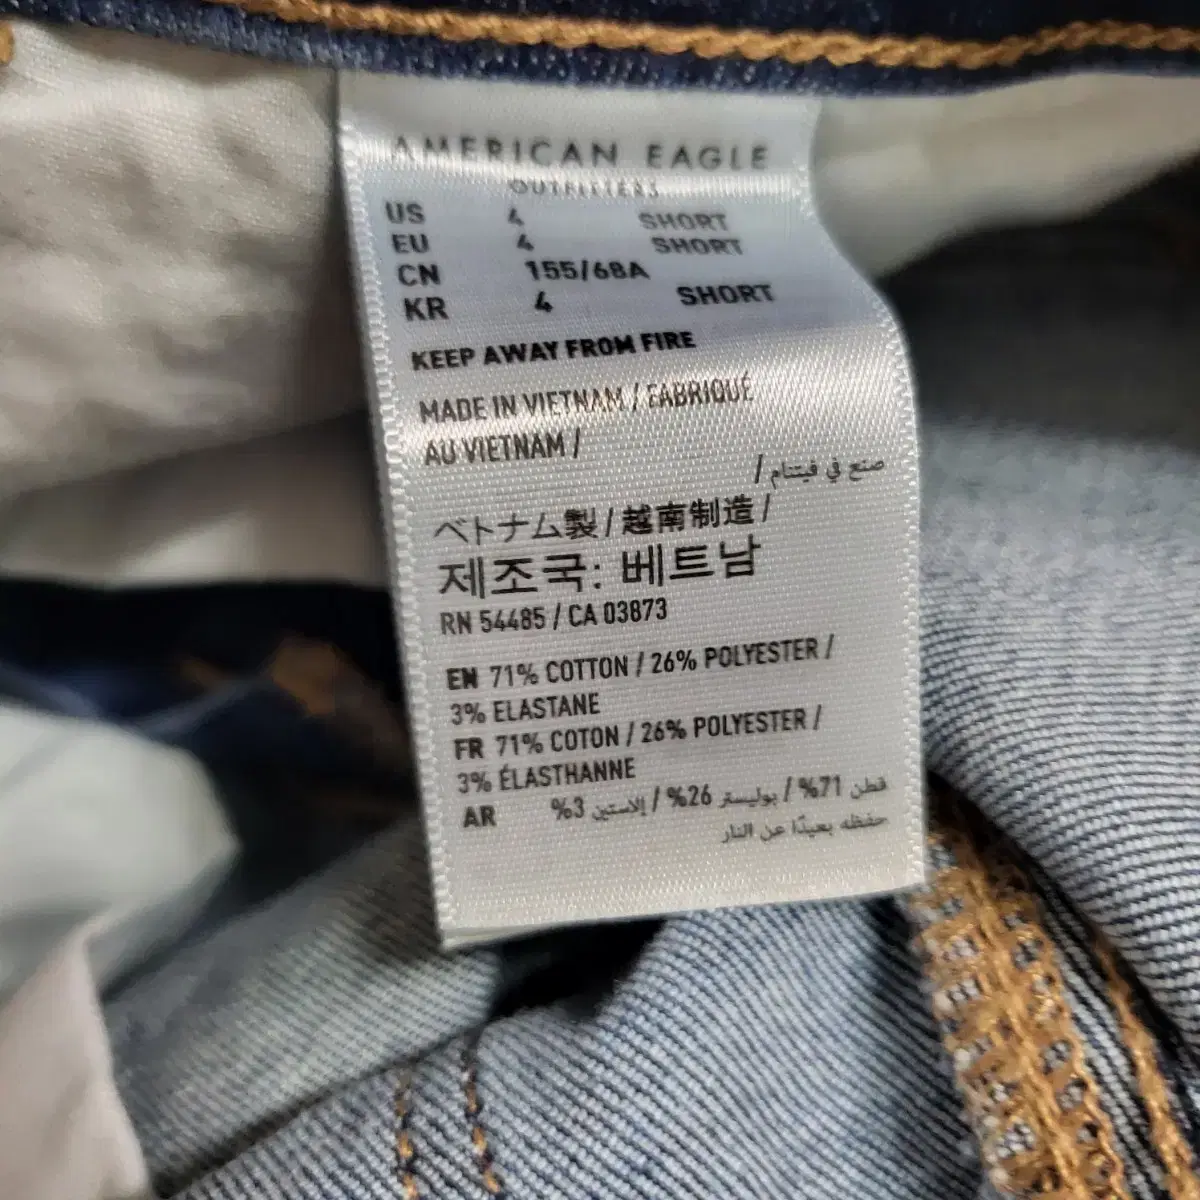 AMERICAN EAGLE
OUTFITTERS
US 4 SHORT
EU 4 SHORT
CN 155/68A
KR 4 SHORT
KEEP AWAY FROM FIRE
MADE IN VIETNAM / FABRIQUÉ
AU VIETNAM /
صنع في فيتنام /
ベトナム製 / 越南制造 /
제조국: 베트남
RN 54485 / CA 03873
EN 71% COTTON / 26% POLYESTER /
3% ELASTANE
FR 71% COTON / 26% POLYESTER /
3% ÉLASTHANNE
AR قطن 71% / بوليستر 26% / إلاستين 3%
حفظه بعيدًا عن النار